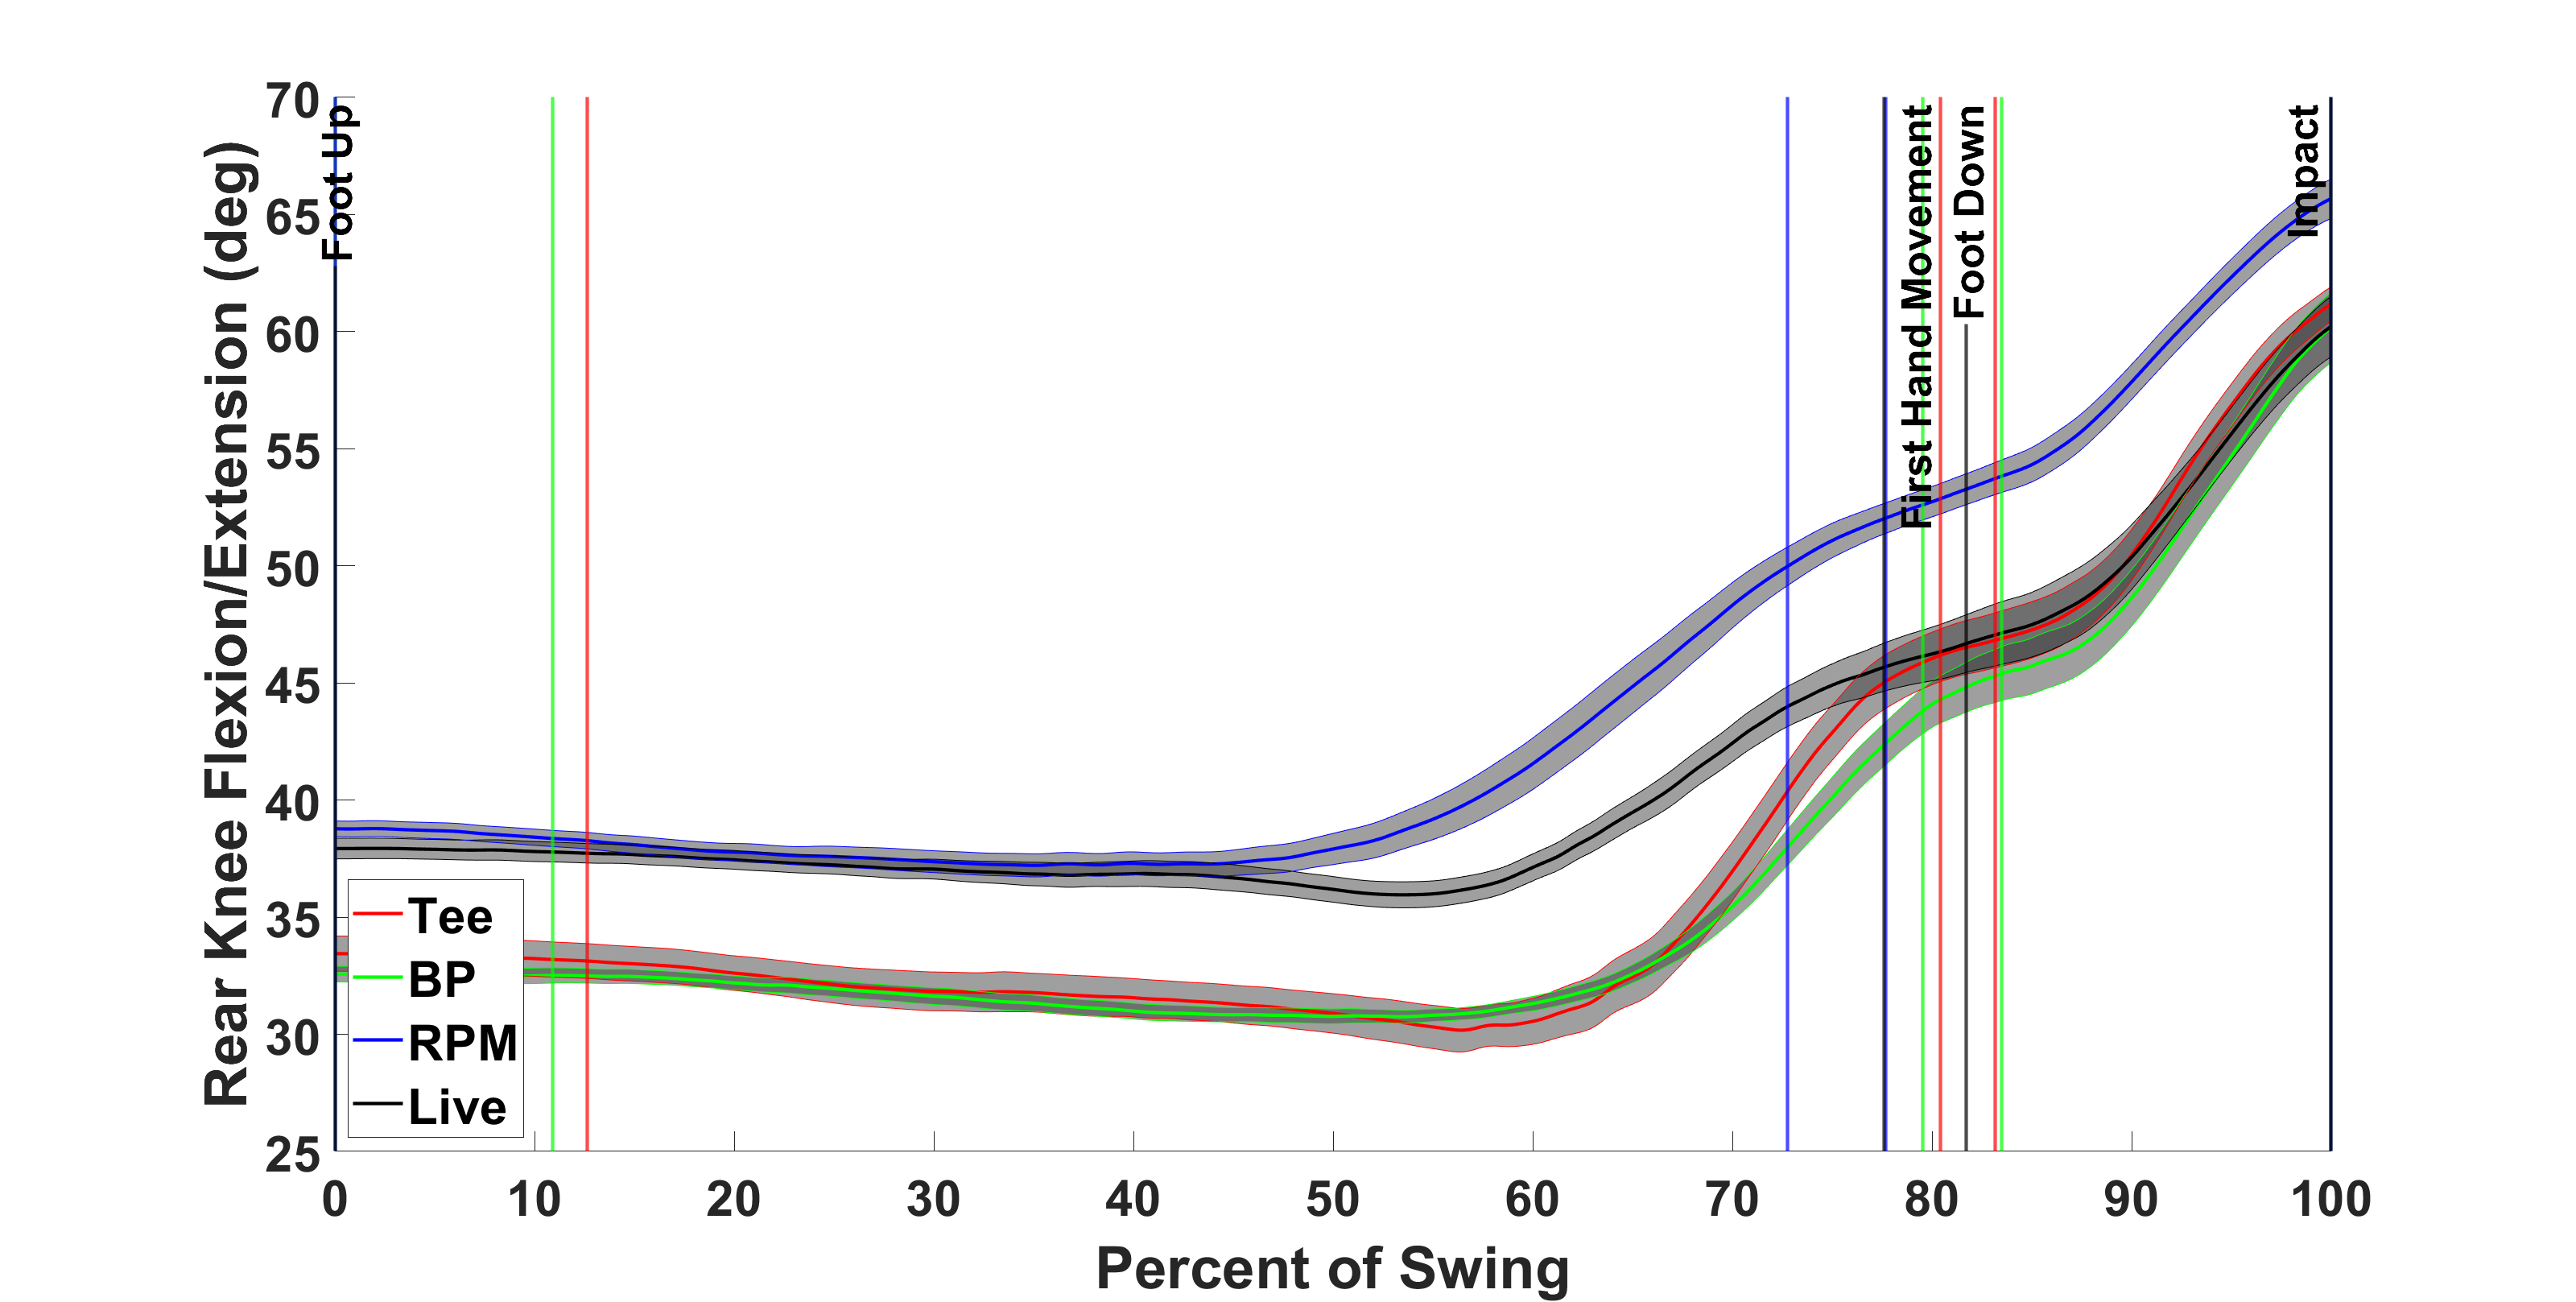 Rear Knee Flexion/Extension (deg)
70
65
60
55
50
45
40
35
30
25
Foot Up
First Hand Movement
Foot Down
Impact
Tee
BP
RPM
Live
0 10 20 30 40 50 60 70 80 90 100
Percent of Swing